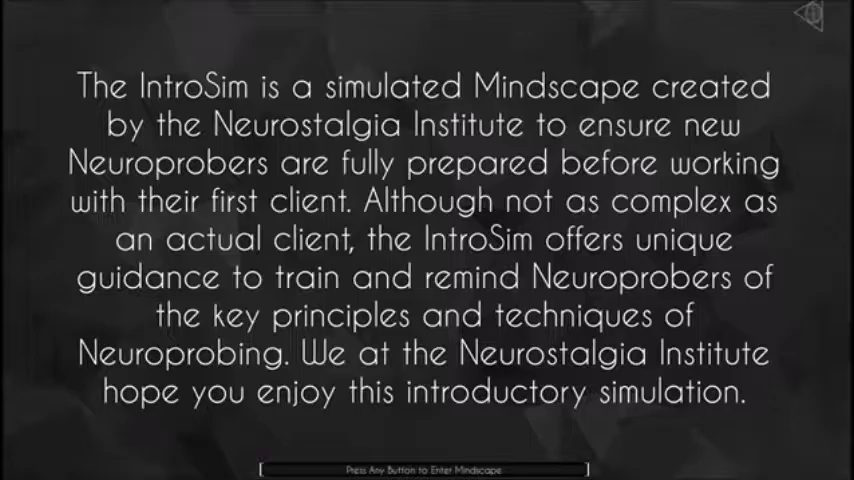 The IntroSim is a simulated Mindscape created
by the Neurostalgia Institute to ensure new
Neuroprobers are fully prepared before working
with their first client. Although not as complex as
an actual client, the IntroSim offers unique
guidance to train and remind Neuroprobers of
the key principles and techniques of
Neuroprobing. We at the Neurostalgia Institute
hope you enjoy this introductory simulation.
Press Any Button to Enter Mindscape